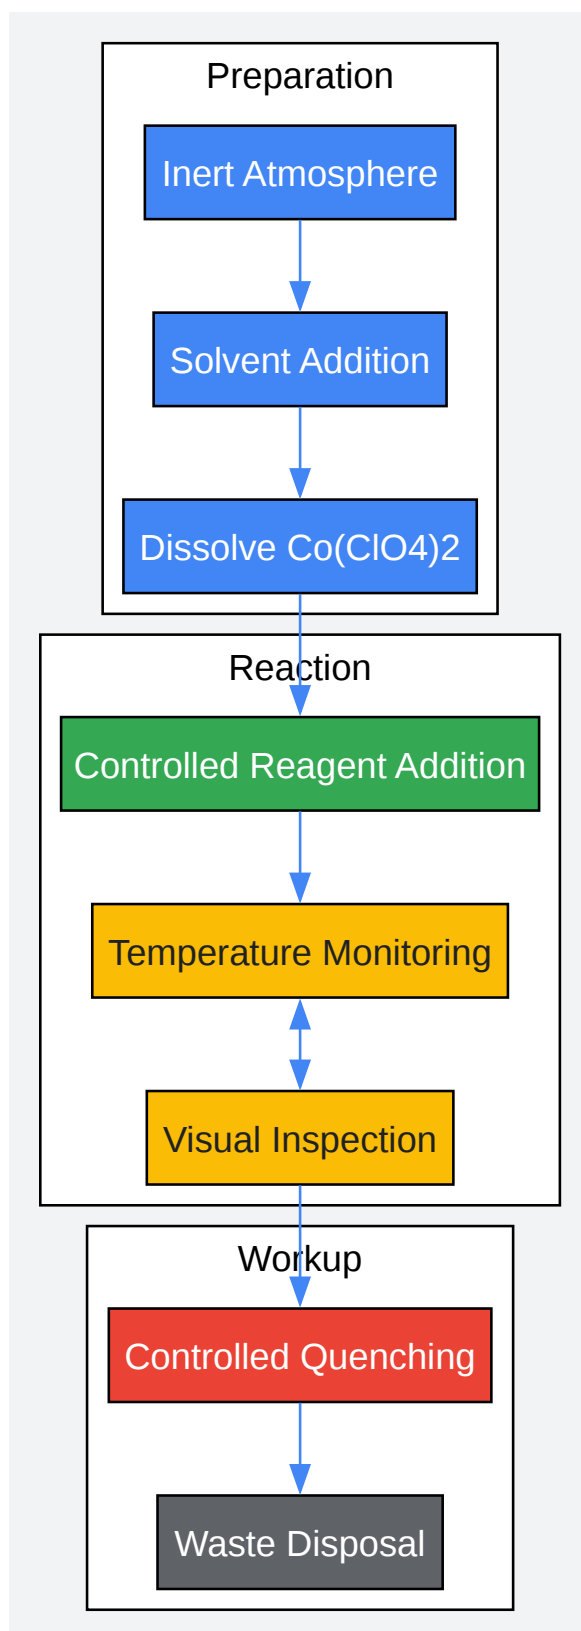 Preparation
Inert Atmosphere
Solvent Addition
Dissolve Co(ClO4)2
Reaction
Controlled Reagent Addition
Temperature Monitoring
Visual Inspection
Workup
Controlled Quenching
Waste Disposal